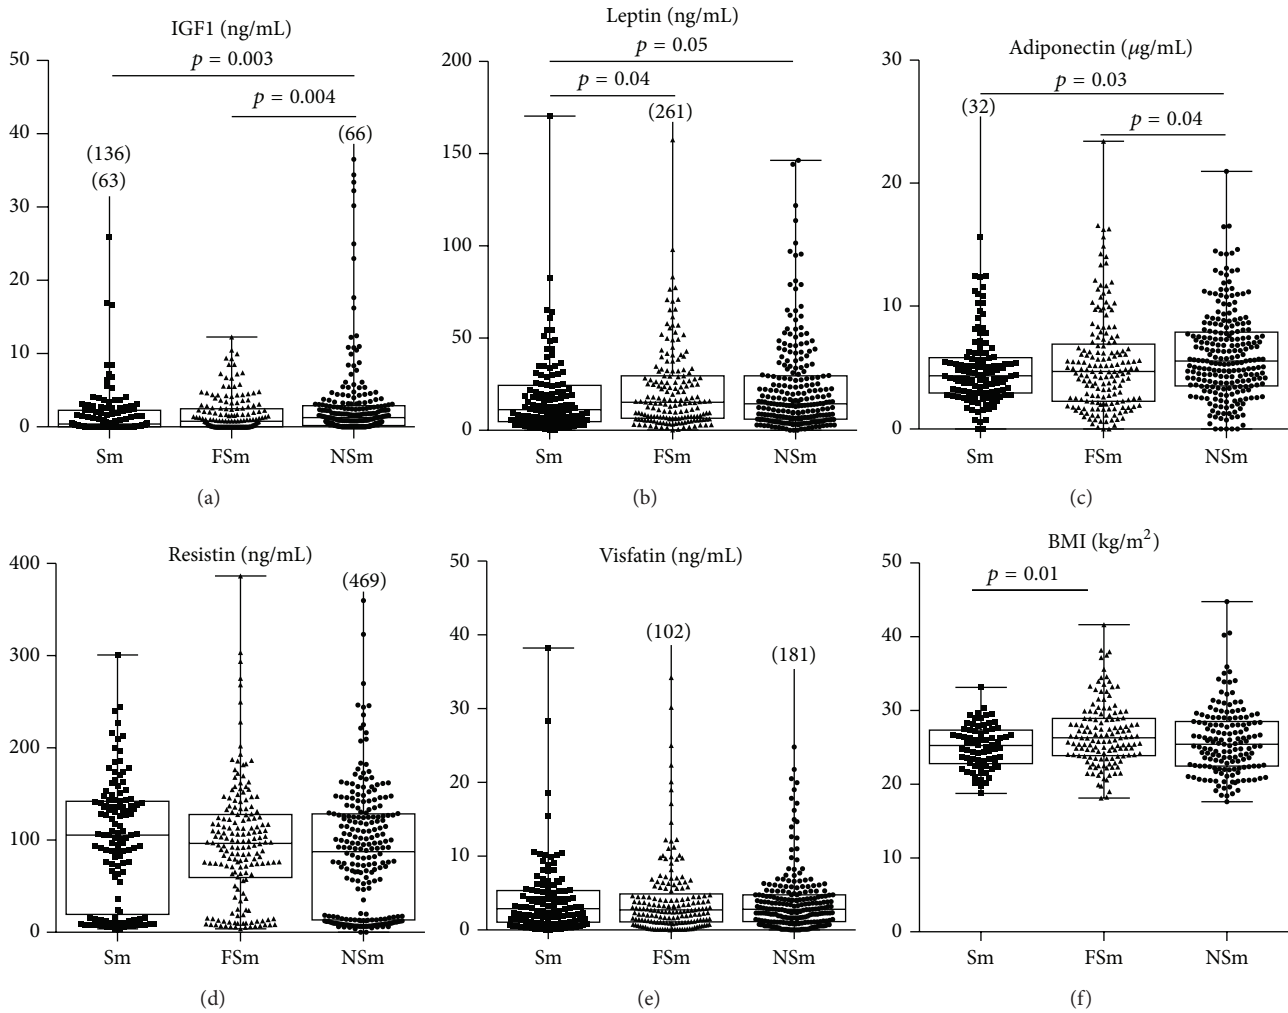 IGF1 (ng/mL)
50
40
30
20
10
0
p = 0.003
p = 0.004
(136)
(63)
(66)
Sm
FSm
NSm
(a)
Leptin (ng/mL)
200
150
100
50
0
p = 0.05
p = 0.04
(261)
Sm
FSm
NSm
(b)
Adiponectin (μg/mL)
30
20
10
0
p = 0.03
p = 0.04
(32)
Sm
FSm
NSm
(c)
Resistin (ng/mL)
400
300
200
100
0
(469)
Sm
FSm
NSm
(d)
Visfatin (ng/mL)
50
40
30
20
10
0
(102)
(181)
Sm
FSm
NSm
(e)
BMI (kg/m²)
50
40
30
20
10
0
p = 0.01
Sm
FSm
NSm
(f)